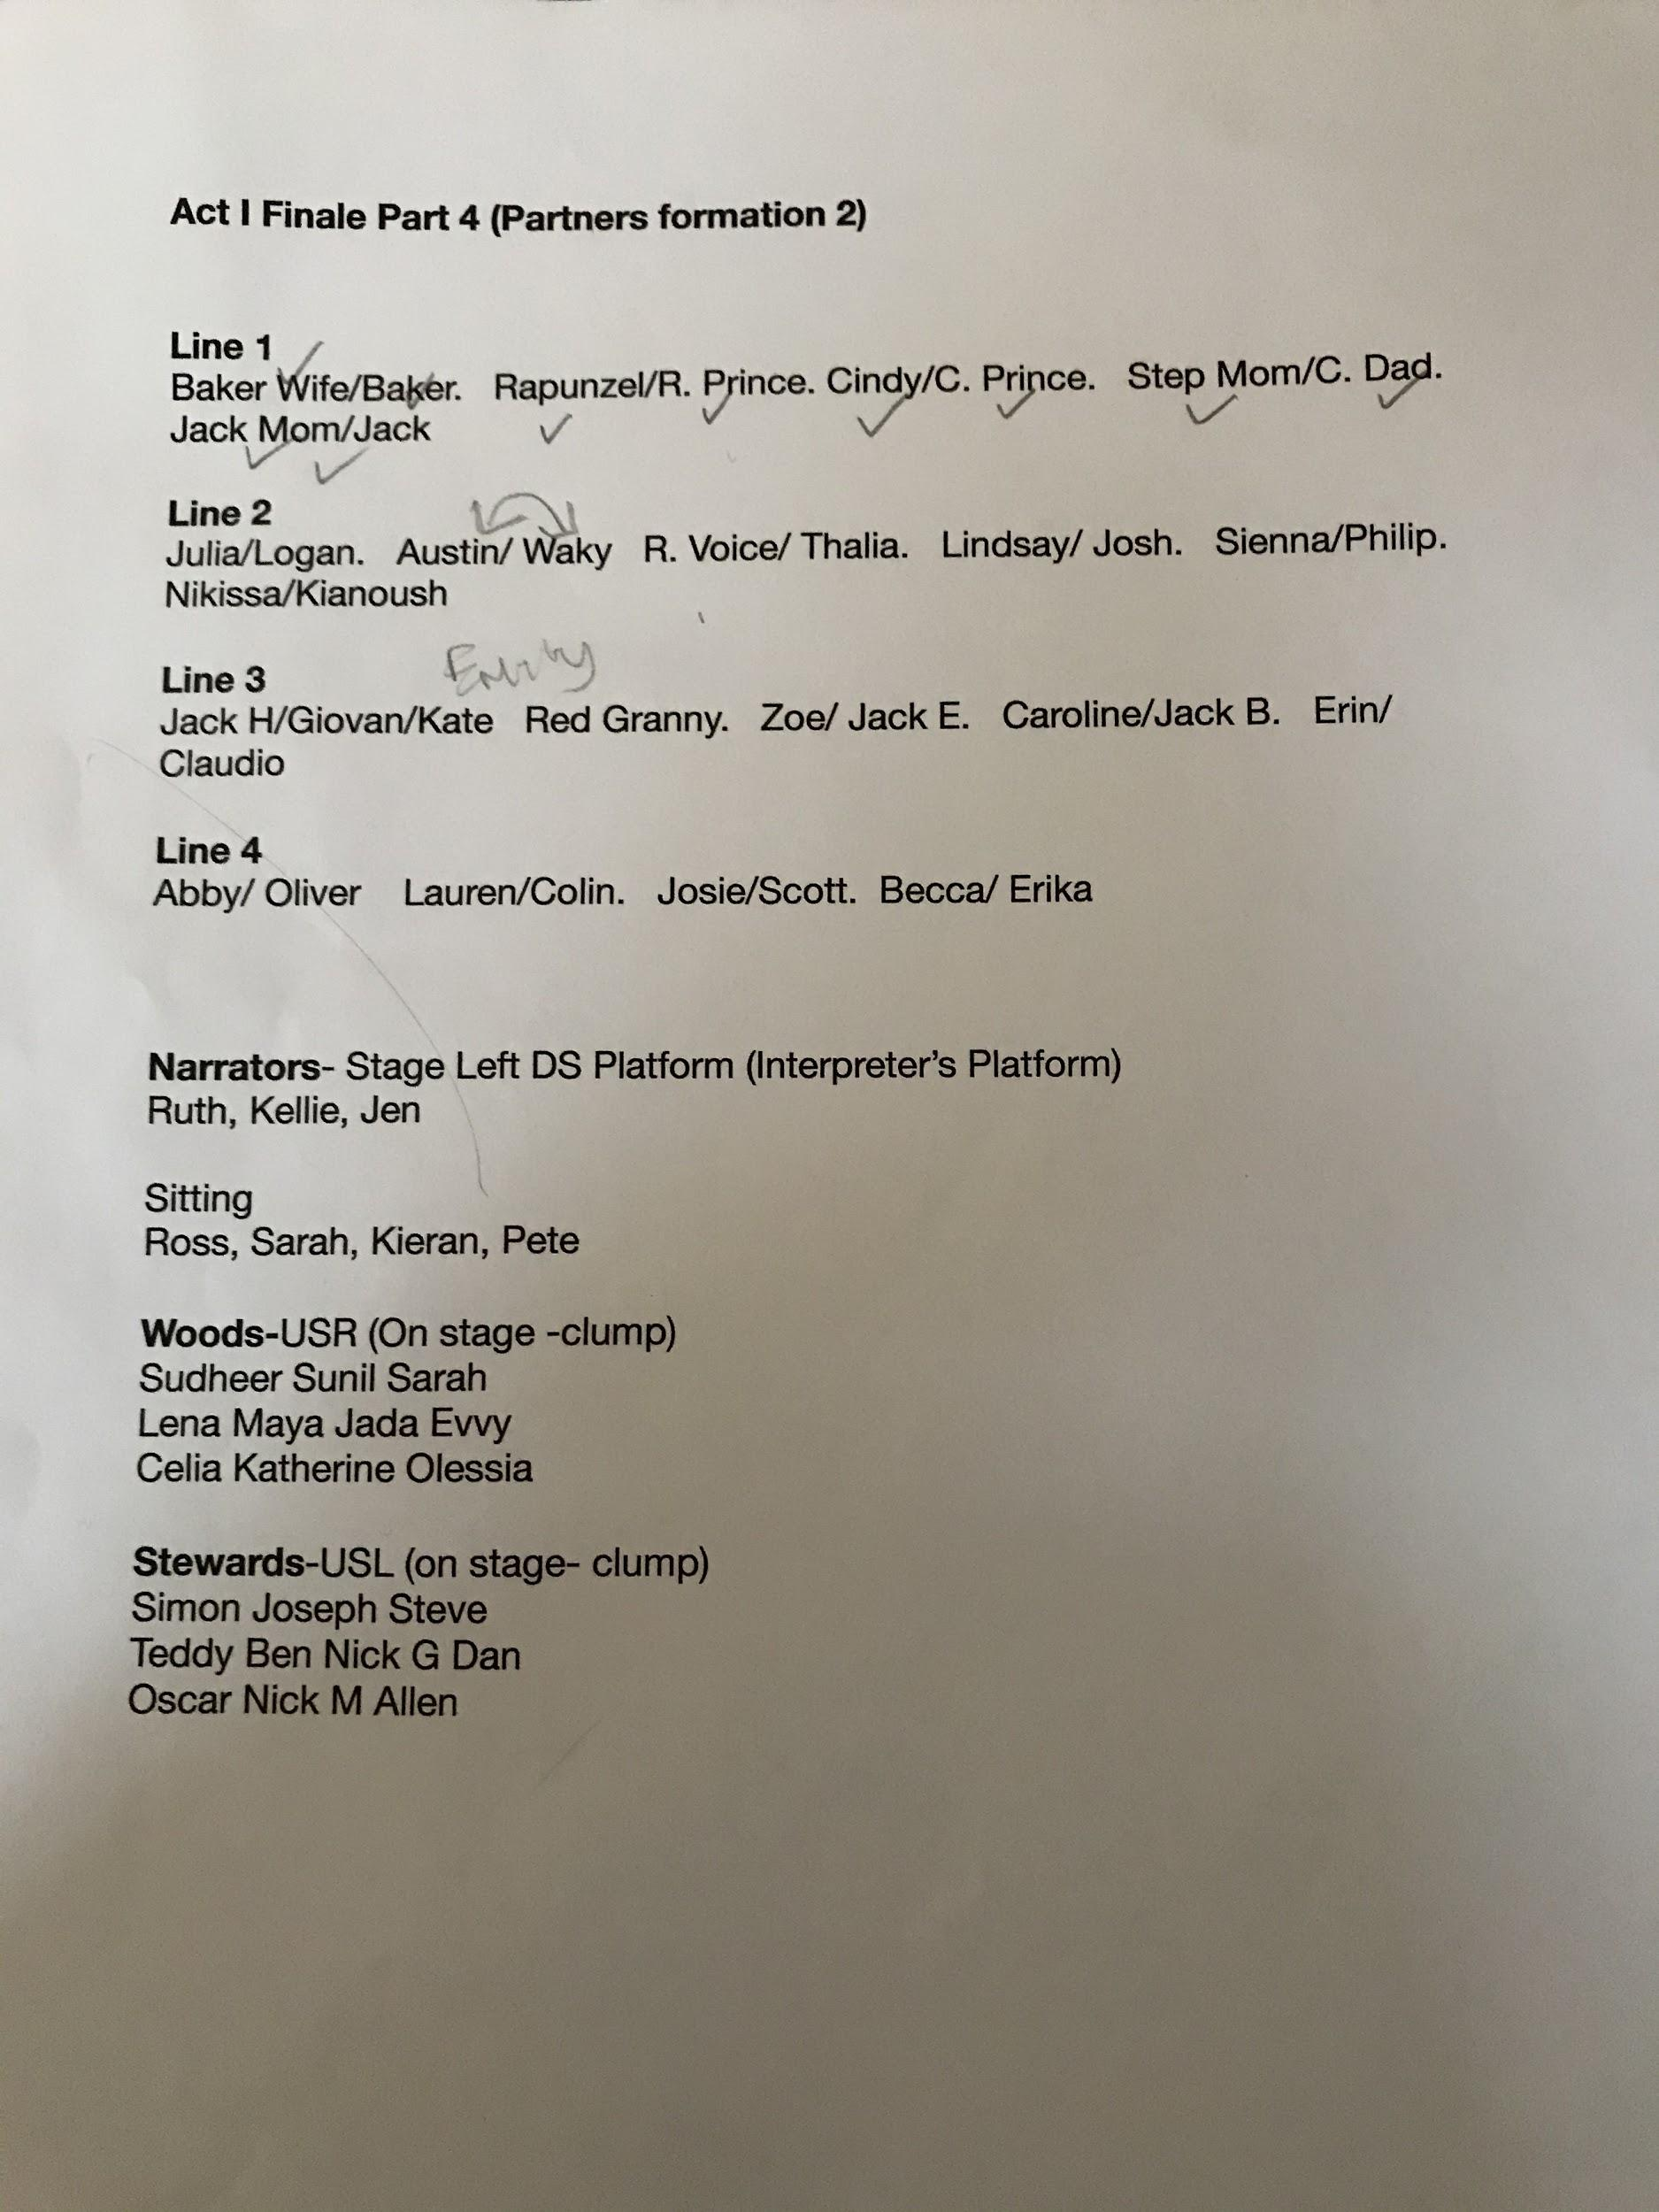 Act I Finale Part 4 (Partners formation 2)
Line 1
Baker Wife/Baker. Rapunzel/R. Prince. Cindy/C. Prince. Step Mom/C. Dad.
Jack Mom/Jack
Line 2
Julia/Logan. Austin/ Waky R. Voice/ Thalia. Lindsay/ Josh. Sienna/Philip.
Nikissa/Kianoush
Emily
Line 3
Jack H/Giovan/Kate Red Granny. Zoe/ Jack E. Caroline/Jack B. Erin/
Claudio
Line 4
Abby/ Oliver Lauren/Colin. Josie/Scott. Becca/ Erika
Narrators- Stage Left DS Platform (Interpreter's Platform)
Ruth, Kellie, Jen
Sitting
Ross, Sarah, Kieran, Pete
Woods-USR (On stage -clump)
Sudheer Sunil Sarah
Lena Maya Jada Evvy
Celia Katherine Olessia
Stewards-USL (on stage- clump)
Simon Joseph Steve
Teddy Ben Nick G Dan
Oscar Nick M Allen